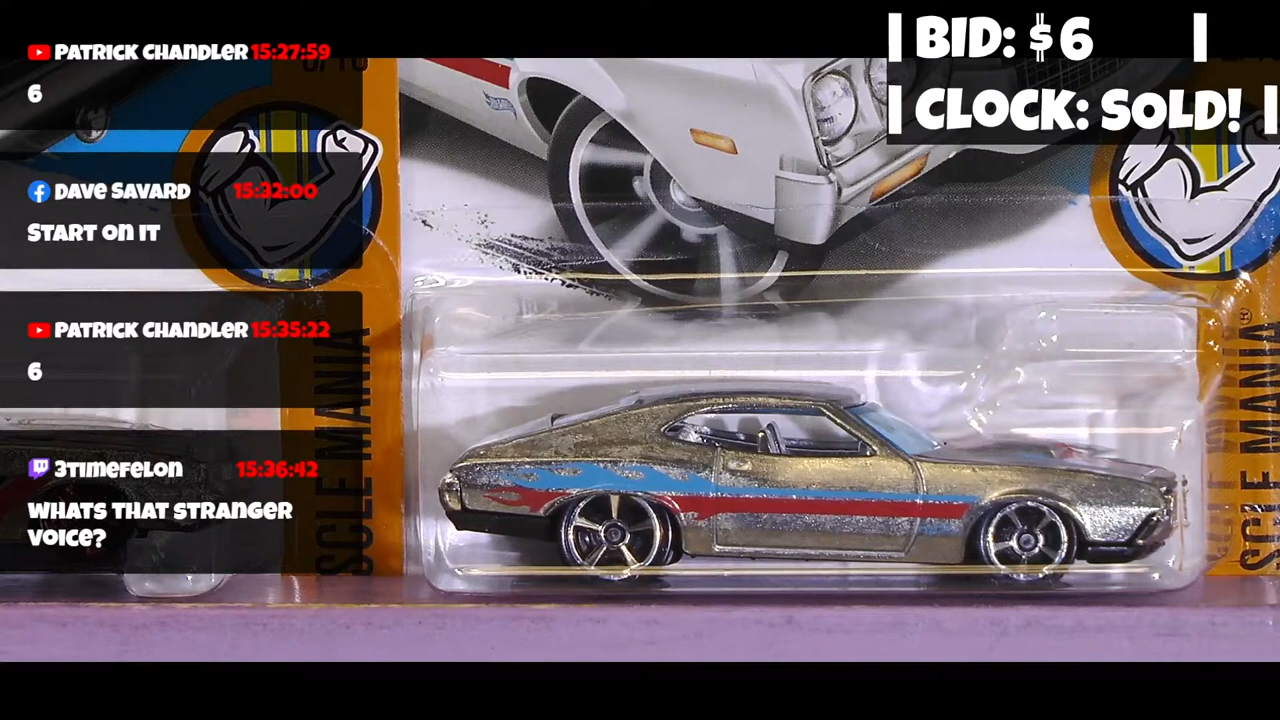 PATRICK CHANDLER 15:27:59
6
DAVE SAVARD 15:32:00
START ON IT
PATRICK CHANDLER 15:35:22
6
3TIMEFELON 15:36:42
WHATS THAT STRANGER
VOICE?
| BID: $6 |
| CLOCK: SOLD! |
SCLE MANIA
SCLE MANIA